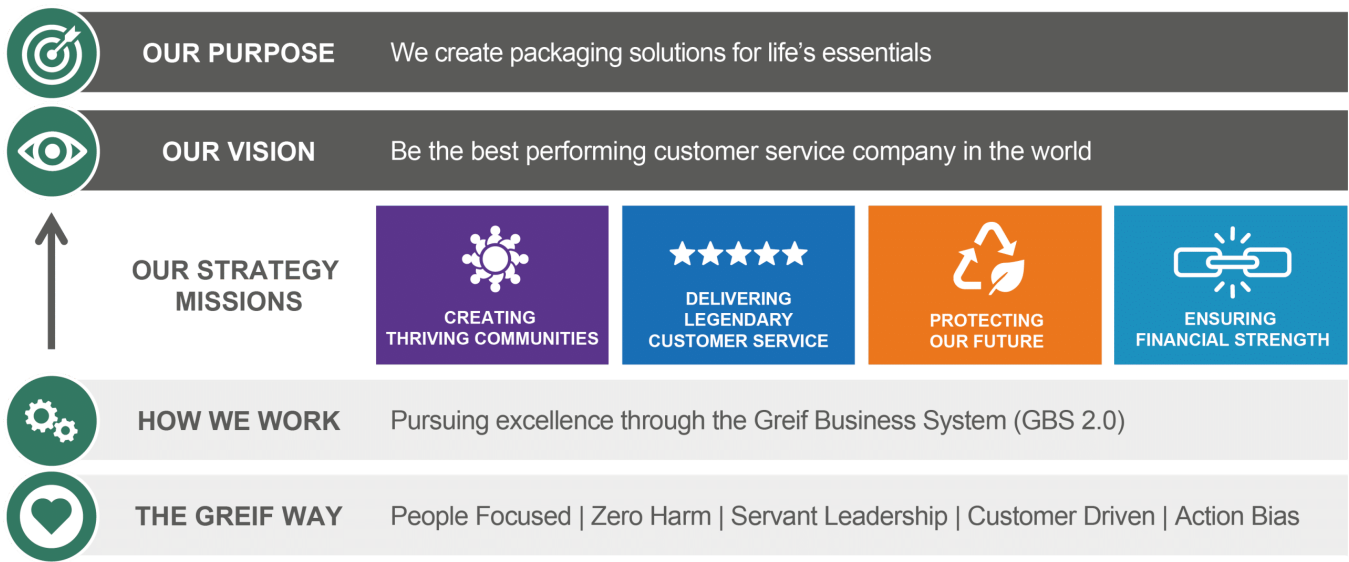 OUR PURPOSE We create packaging solutions for life's essentials
OUR VISION Be the best performing customer service company in the world
OUR STRATEGY
MISSIONS
CREATING
THRIVING COMMUNITIES
DELIVERING
LEGENDARY
CUSTOMER SERVICE
PROTECTING
OUR FUTURE
ENSURING
FINANCIAL STRENGTH
HOW WE WORK Pursuing excellence through the Greif Business System (GBS 2.0)
THE GREIF WAY People Focused | Zero Harm | Servant Leadership | Customer Driven | Action Bias